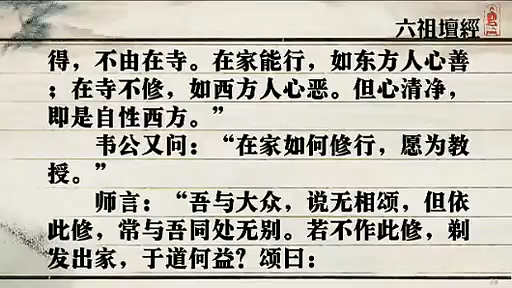 六祖壇經
得，不由在寺。在家能行，如东方人心善
；在寺不修，如西方人心恶。但心清净，
即是自性西方。”
韦公又问：“在家如何修行，愿为教
授。”
师言：“吾与大众，说无相颂，但依
此修，常与吾同处无别。若不作此修，剃
发出家，于道何益？颂曰：